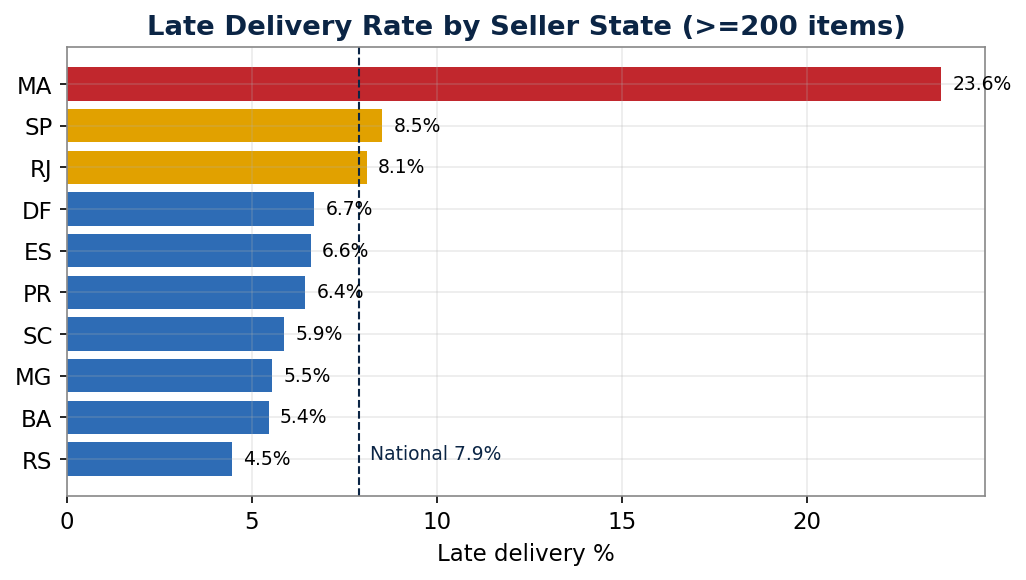 Late Delivery Rate by Seller State (>=200 items)
MA 23.6%
SP 8.5%
RJ 8.1%
DF 6.7%
ES 6.6%
PR 6.4%
SC 5.9%
MG 5.5%
BA 5.4%
RS 4.5% National 7.9%
0 5 10 15 20
Late delivery %